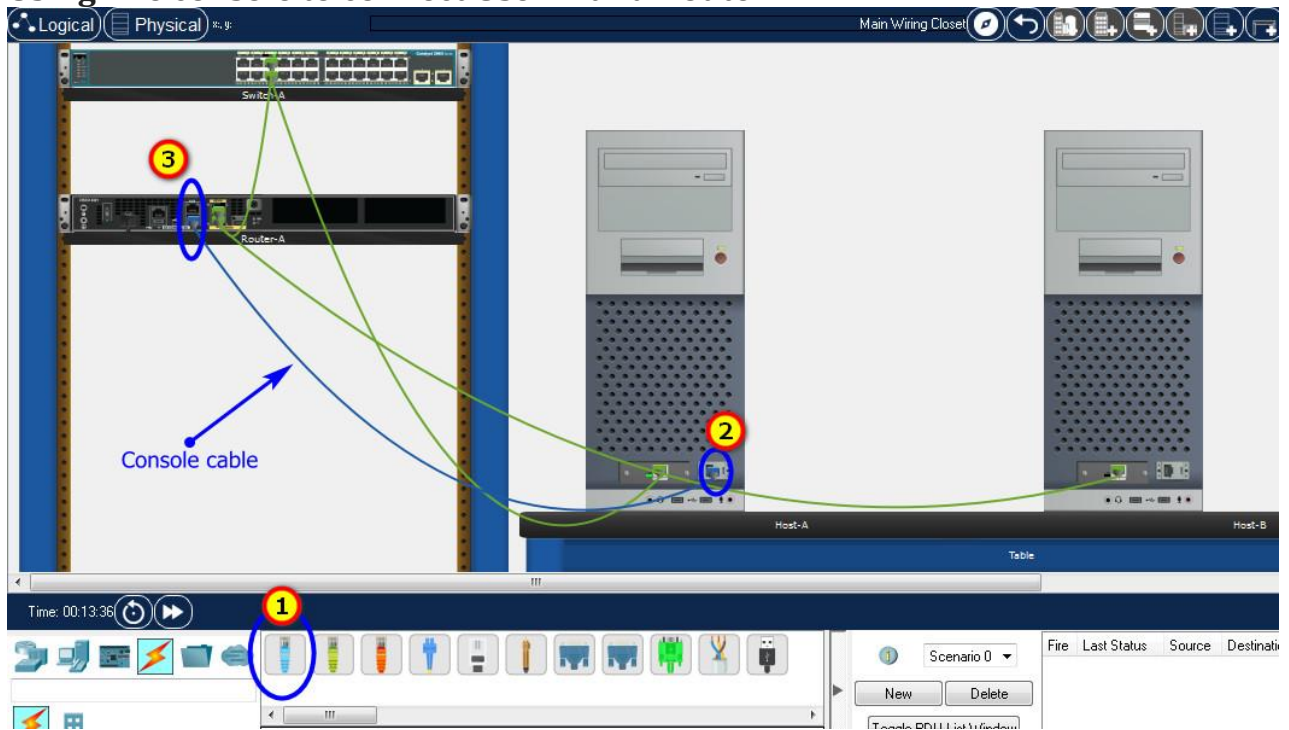 Logical
Physical
x:, y:
Main Wiring Closet
Switch-A
3
Router-A
2
Console cable
Host-A
Host-B
Table
Time: 00:13:36
1
Scenario 0
Fire Last Status Source Destinati
New
Delete